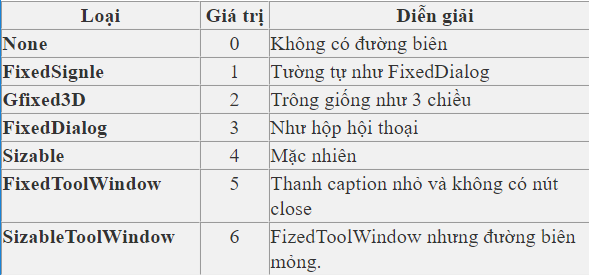 Loại Giá trị Diễn giải
None 0 Không có đường biên
FixedSignle 1 Tường tự như FixedDialog
Gfixed3D 2 Trông giống như 3 chiều
FixedDialog 3 Như hộp hội thoại
Sizable 4 Mặc nhiên
FixedToolWindow 5 Thanh caption nhỏ và không có nút
close
SizableToolWindow 6 FizedToolWindow nhưng đường biên
mỏng.